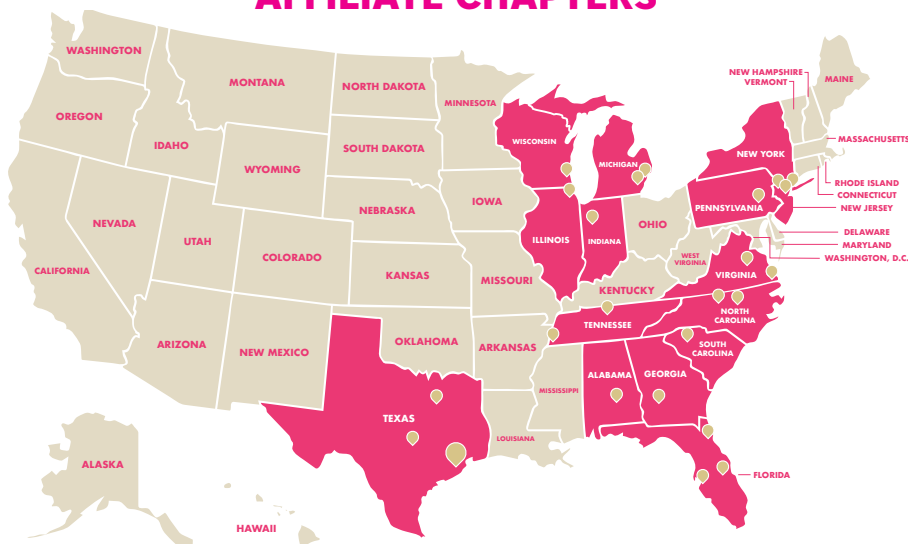 AFFILIATE CHAPTERS
WASHINGTON
MONTANA
NORTH DAKOTA
MINNESOTA
NEW HAMPSHIRE
VERMONT
MAINE
OREGON
IDAHO
WISCONSIN
MICHIGAN
NEW YORK
MASSACHUSETTS
SOUTH DAKOTA
WYOMING
RHODE ISLAND
CONNECTICUT
NEW JERSEY
PENNSYLVANIA
IOWA
NEBRASKA
NEVADA
UTAH
ILLINOIS
INDIANA
OHIO
DELAWARE
MARYLAND
WASHINGTON, D.C.
COLORADO
CALIFORNIA
KANSAS
MISSOURI
WEST
VIRGINIA
VIRGINIA
KENTUCKY
NORTH
CAROLINA
TENNESSEE
ARIZONA
NEW MEXICO
OKLAHOMA
ARKANSAS
SOUTH
CAROLINA
ALABAMA
GEORGIA
MISSISSIPPI
TEXAS
LOUISIANA
ALASKA
FLORIDA
HAWAII